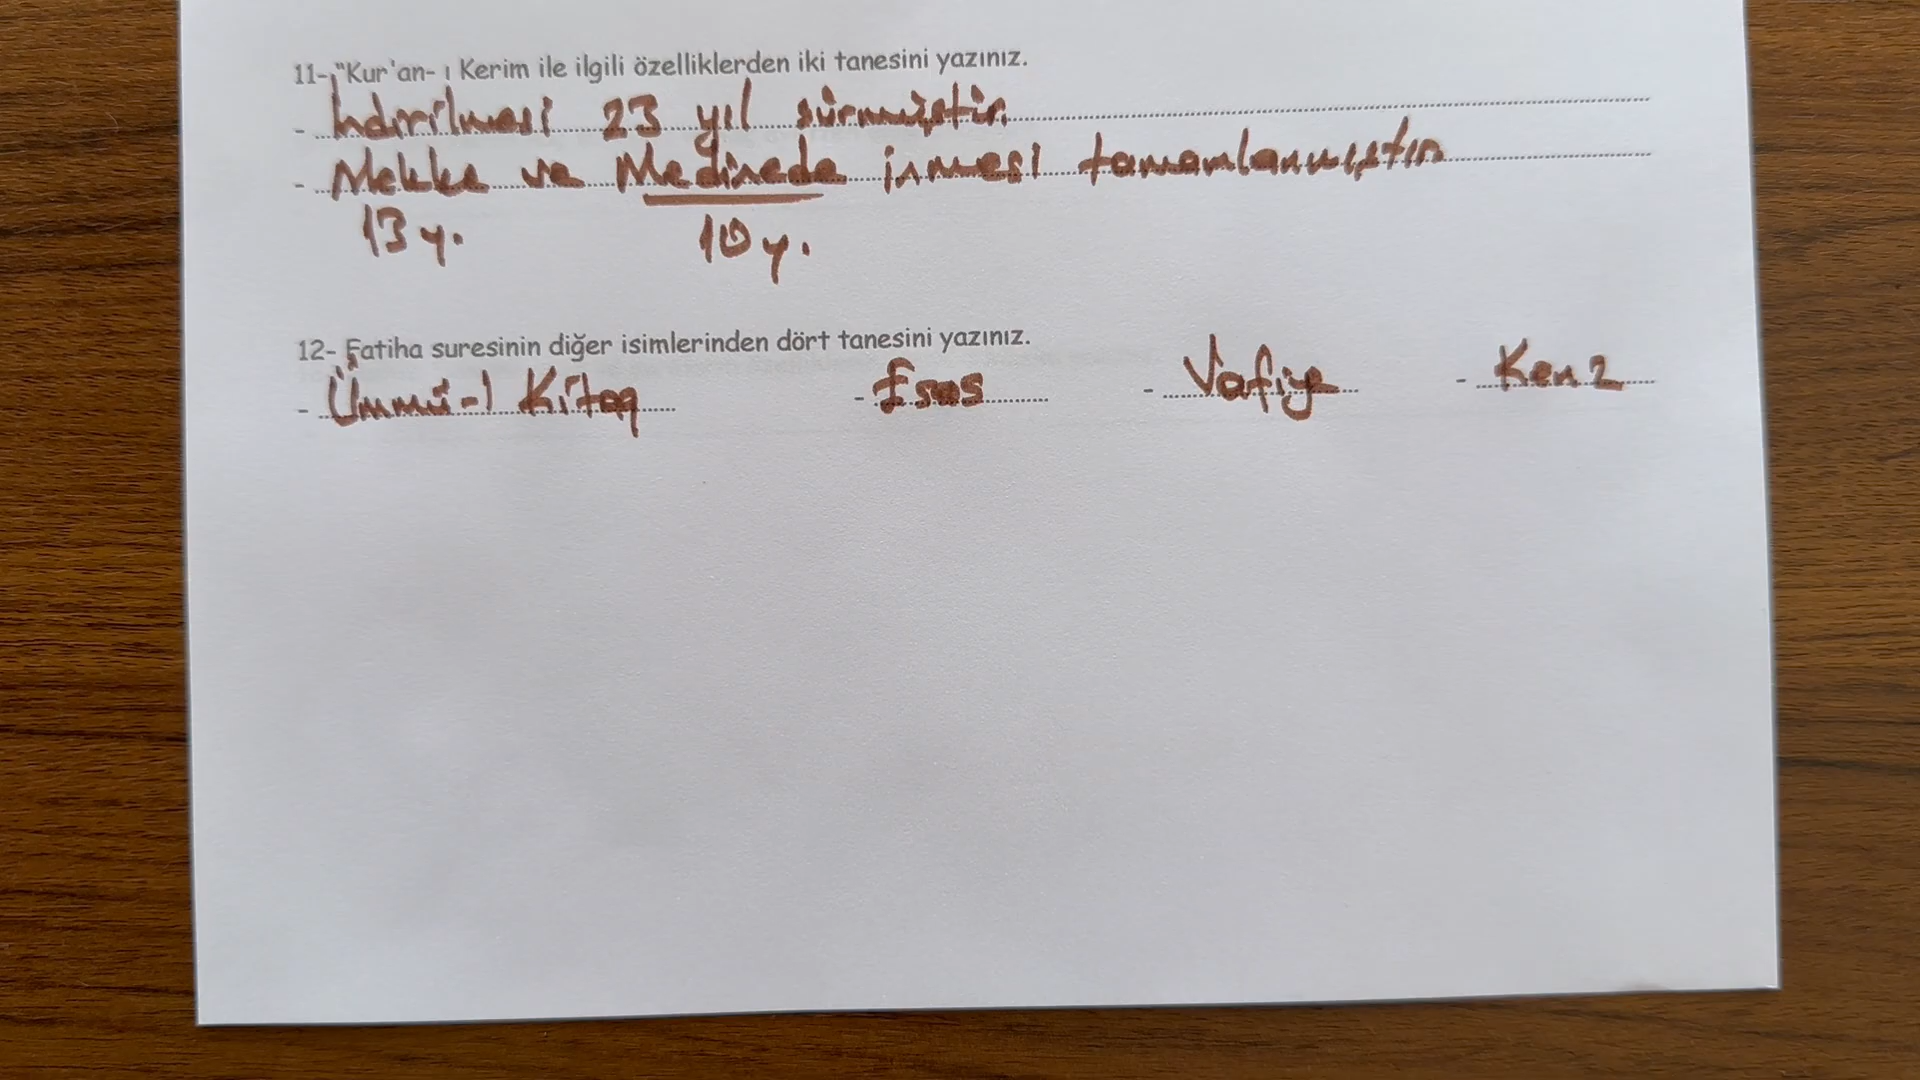 11- "Kur'an- ı Kerim ile ilgili özelliklerden iki tanesini yazınız.
- İndirilmesi 23 yıl sürmüştür.
- Mekke ve Medinede inmesi tamamlanmıştır
13 y. 10 y.
12- Fatiha suresinin diğer isimlerinden dört tanesini yazınız.
- Ümmü-l Kitap - Esas - Vafiye - Kenz